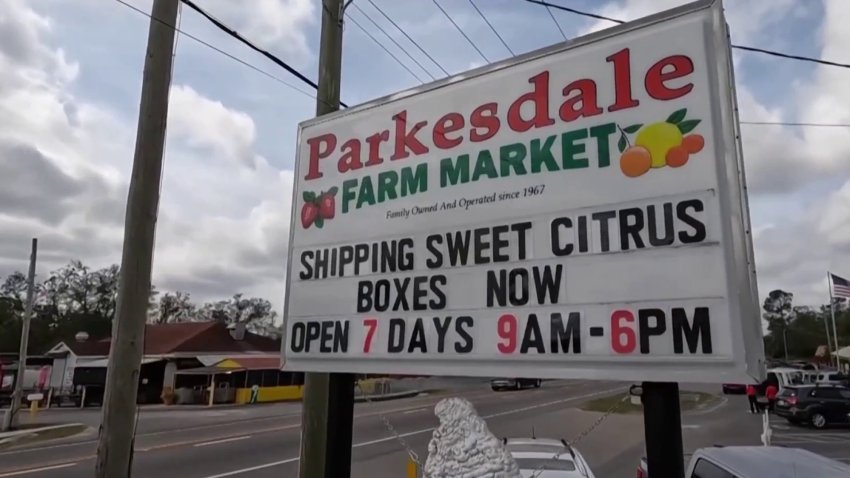 Parkesdale
FARM MARKET
Family Owned And Operated since 1967
SHIPPING SWEET CITRUS
BOXES NOW
OPEN 7 DAYS 9AM-6PM